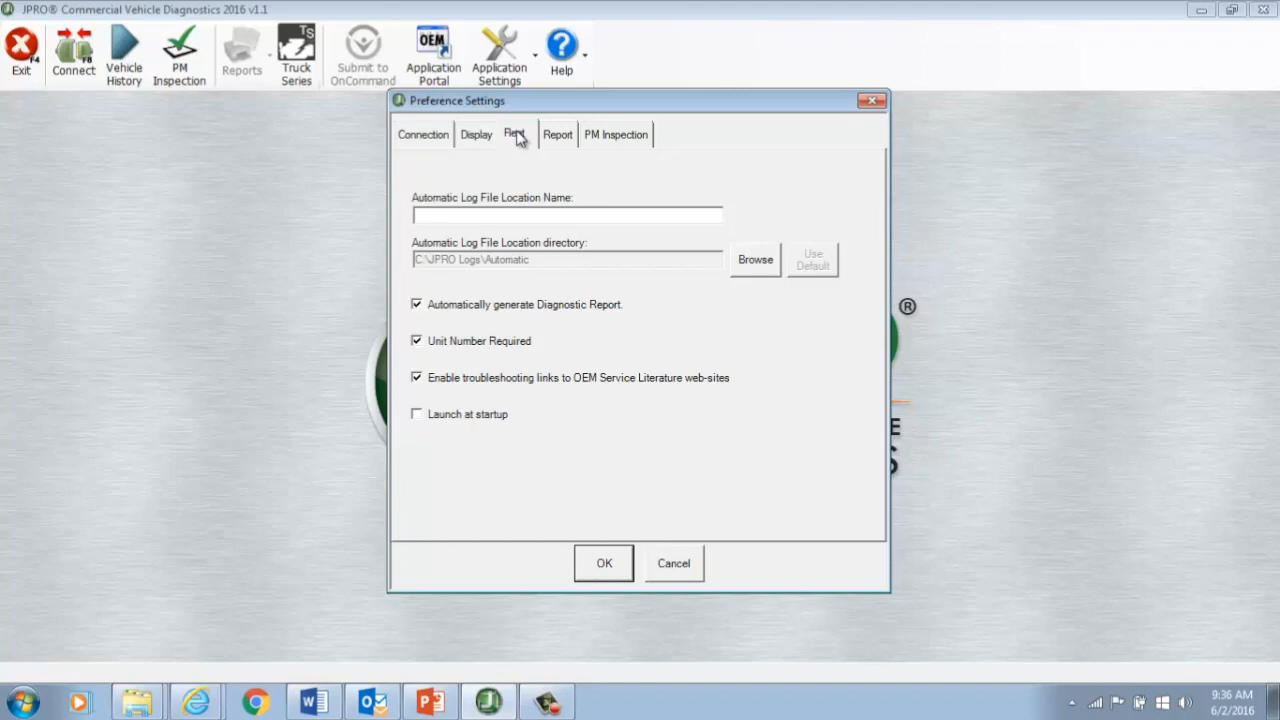 JPRO® Commercial Vehicle Diagnostics 2016 v1.1
F4
F8
TS
OEM
Exit
Connect
Vehicle History
PM Inspection
Reports
Truck Series
Submit to OnCommand
Application Portal
Application Settings
Help
Preference Settings
Connection
Display
Report
PM Inspection
Automatic Log File Location Name:
Automatic Log File Location directory:
C:\JPRO Logs\Automatic
Browse
Use Default
Automatically generate Diagnostic Report.
Unit Number Required
Enable troubleshooting links to OEM Service Literature web-sites
Launch at startup
OK
Cancel
®
E
S
9:36 AM
6/2/2016